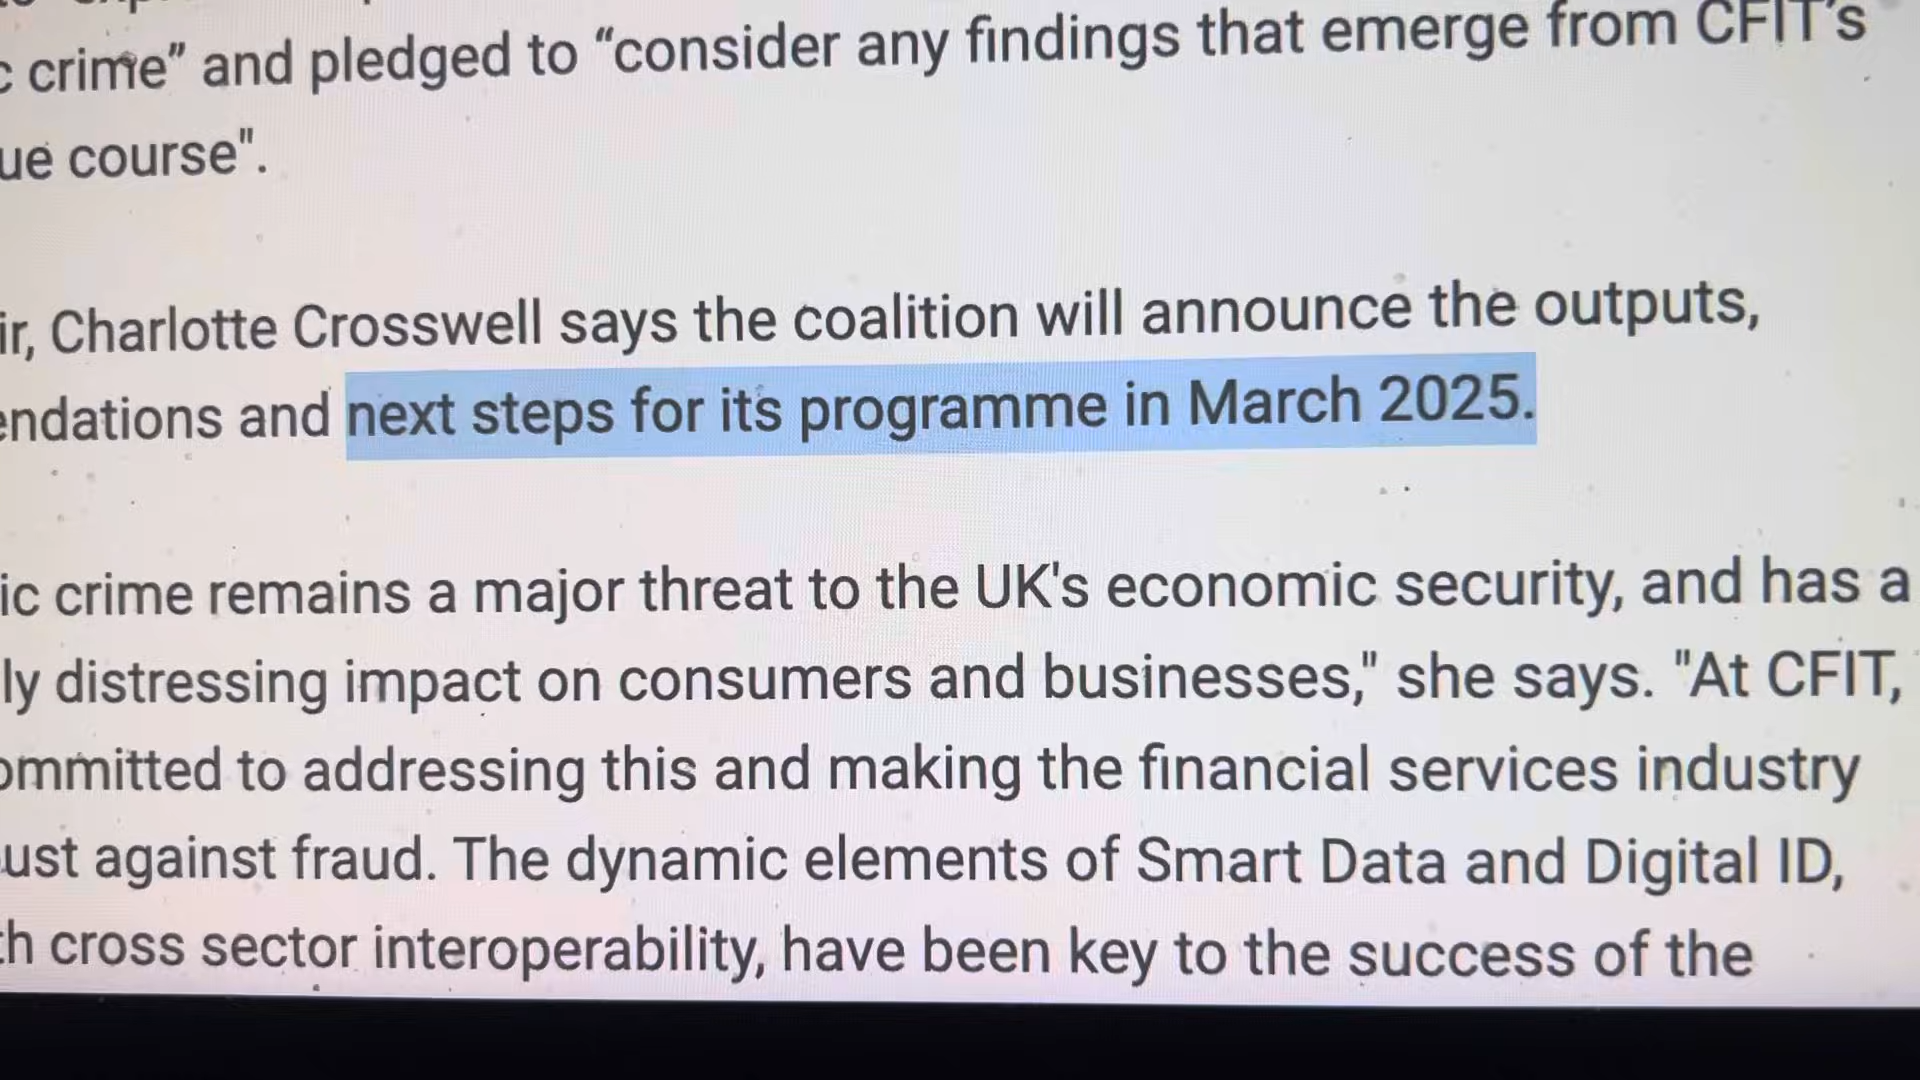 crime” and pledged to “consider any findings that emerge from CFIT's
course".
Charlotte Crosswell says the coalition will announce the outputs,
and next steps for its programme in March 2025.
crime remains a major threat to the UK's economic security, and has a
distressing impact on consumers and businesses," she says. "At CFIT,
to addressing this and making the financial services industry
against fraud. The dynamic elements of Smart Data and Digital ID,
cross sector interoperability, have been key to the success of the